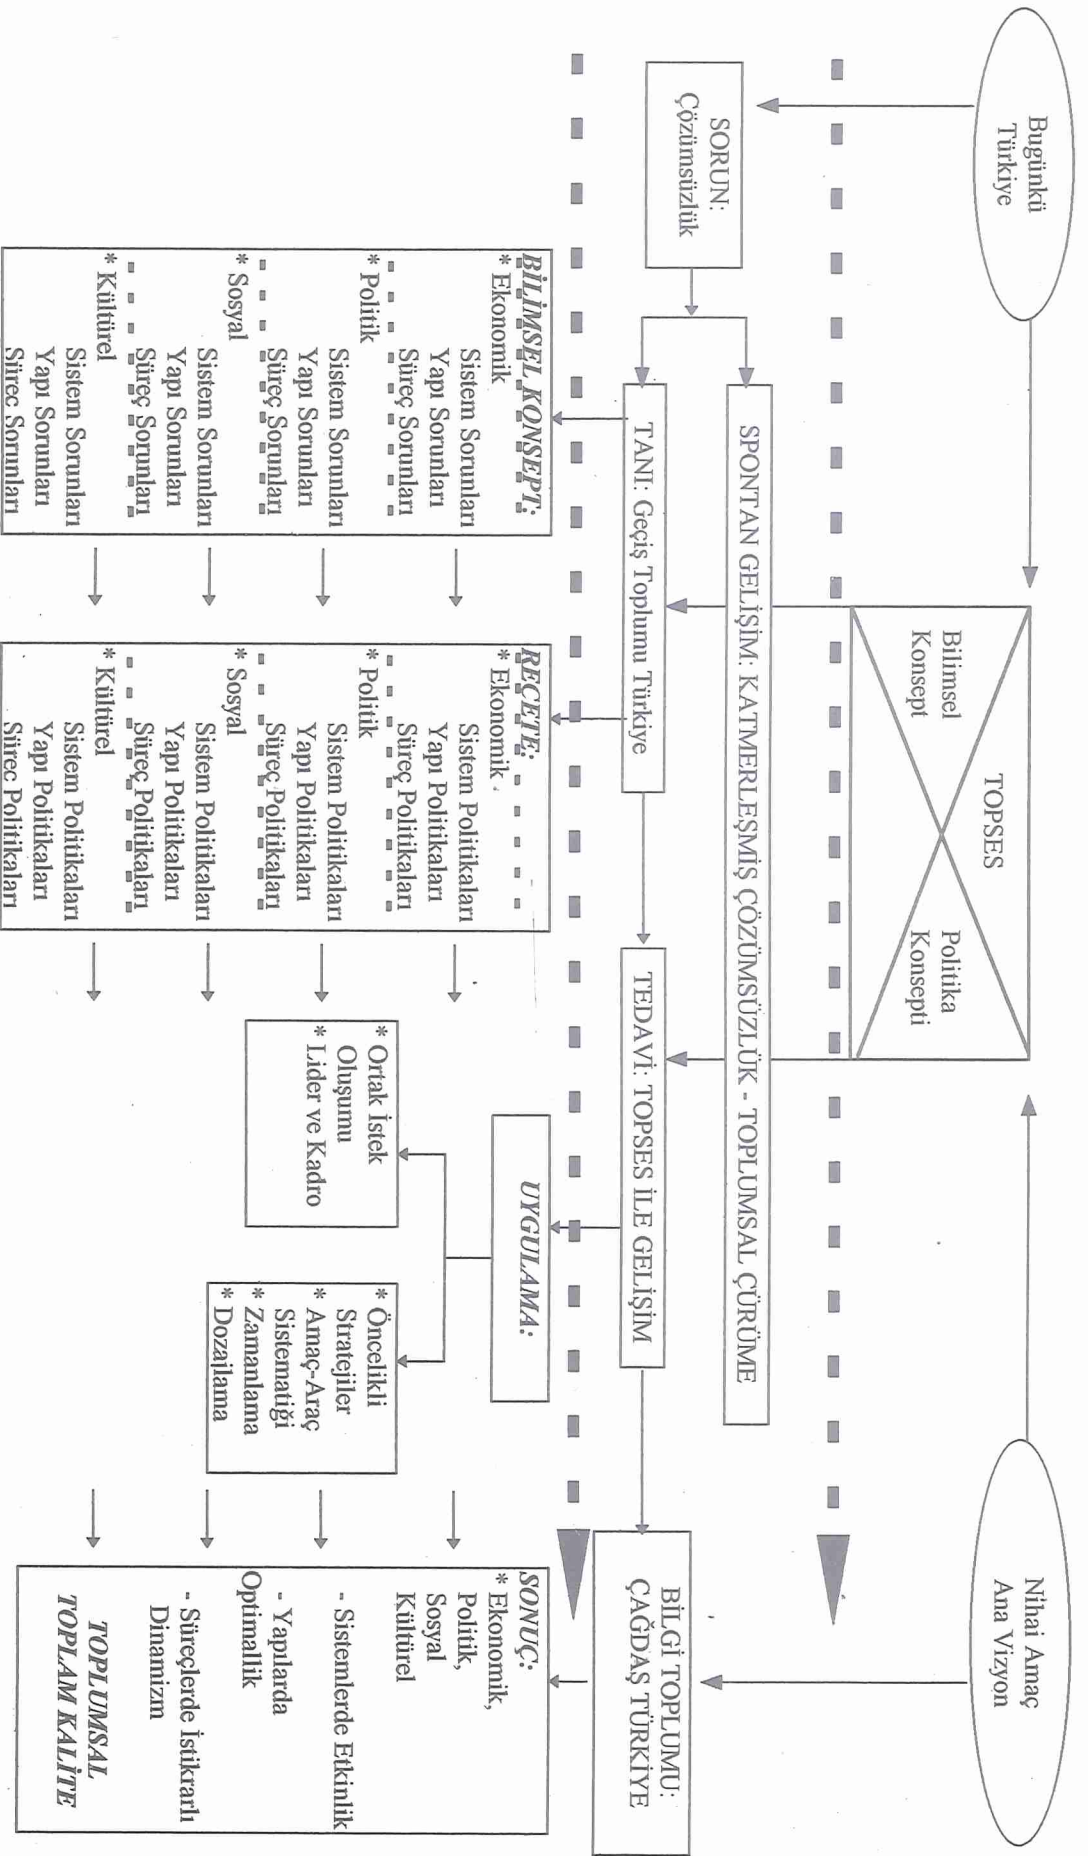 Bugünkü
Türkiye
TOPSES
Bilimsel
Konsept
Politika
Konsepti
Nihai Amaç
Ana Vizyon
SORUN:
Çözümsüzlük
SPONTAN GELİŞİM: KATMERLEŞMİŞ ÇÖZÜMSÜZLÜK - TOPLUMSAL ÇÜRÜME
TANI: Geçiş Toplumu Türkiye
TEDAVİ: TOPSES İLE GELİŞİM
BİLGİ TOPLUMU:
ÇAĞDAŞ TÜRKİYE
BİLİMSEL KONSEPT:
* Ekonomik
Sistem Sorunları
Yapı Sorunları
Süreç Sorunları
* Politik
Sistem Sorunları
Yapı Sorunları
Süreç Sorunları
* Sosyal
Sistem Sorunları
Yapı Sorunları
Süreç Sorunları
* Kültürel
Sistem Sorunları
Yapı Sorunları
Süreç Sorunları
REÇETE:
* Ekonomik
Sistem Politikaları
Yapı Politikaları
Süreç Politikaları
* Politik
Sistem Politikaları
Yapı Politikaları
Süreç Politikaları
* Sosyal
Sistem Politikaları
Yapı Politikaları
Süreç Politikaları
* Kültürel
Sistem Politikaları
Yapı Politikaları
Süreç Politikaları
UYGULAMA:
* Ortak İstek
Oluşumu
* Lider ve Kadro
* Öncelikli
Stratejiler
* Amaç-Araç
Sistematiği
* Zamanlama
* Dozajlama
SONUÇ:
* Ekonomik,
Politik,
Sosyal
Kültürel
- Sistemlerde Etkinlik
- Yapılarda
Optimallik
- Süreçlerde İstikrarlı
Dinamizm
TOPLUMSAL
TOPLAM KALİTE